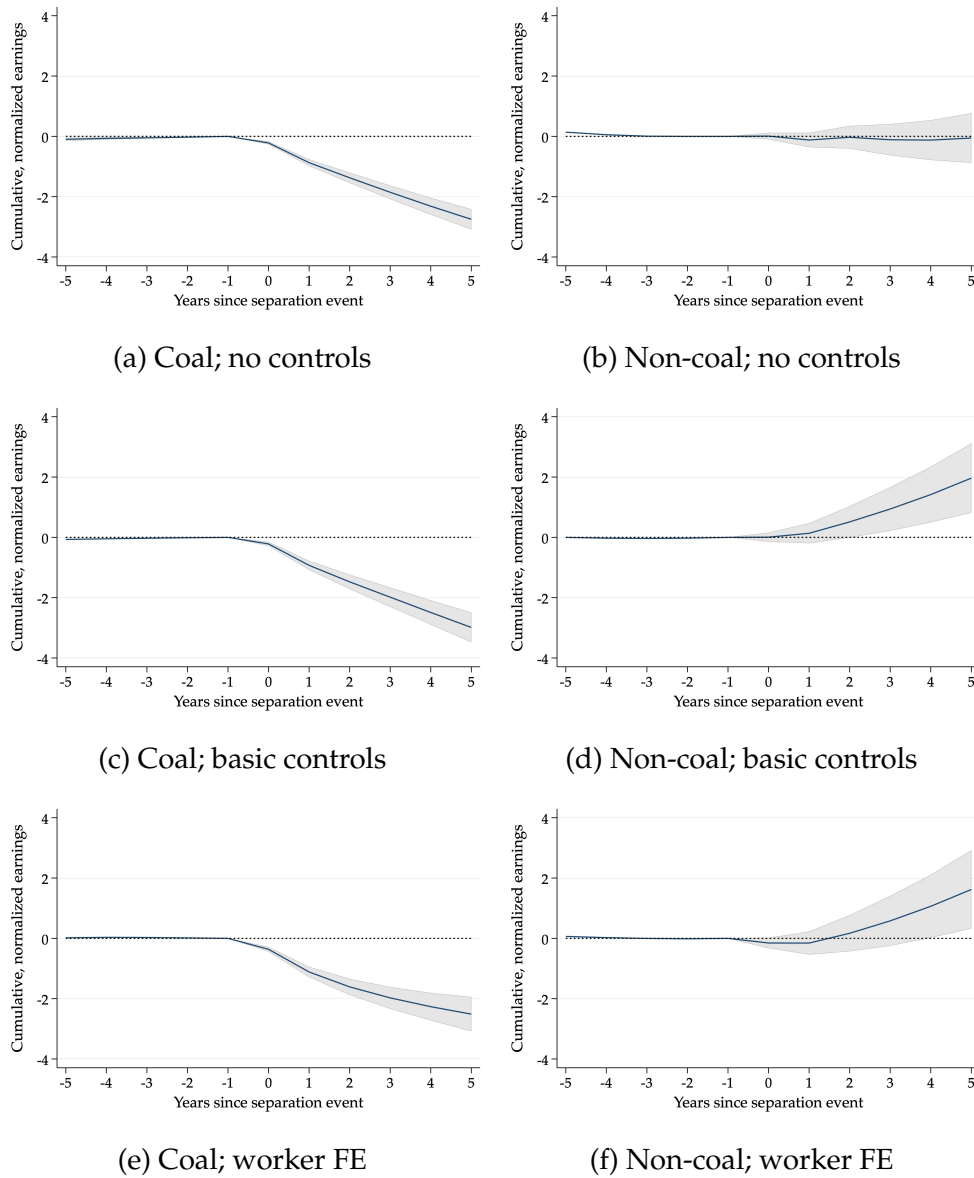 Cumulative, normalized earnings
4
2
0
-2
-4
-5 -4 -3 -2 -1 0 1 2 3 4 5
Years since separation event
(a) Coal; no controls
Cumulative, normalized earnings
4
2
0
-2
-4
-5 -4 -3 -2 -1 0 1 2 3 4 5
Years since separation event
(b) Non-coal; no controls
Cumulative, normalized earnings
4
2
0
-2
-4
-5 -4 -3 -2 -1 0 1 2 3 4 5
Years since separation event
(c) Coal; basic controls
Cumulative, normalized earnings
4
2
0
-2
-4
-5 -4 -3 -2 -1 0 1 2 3 4 5
Years since separation event
(d) Non-coal; basic controls
Cumulative, normalized earnings
4
2
0
-2
-4
-5 -4 -3 -2 -1 0 1 2 3 4 5
Years since separation event
(e) Coal; worker FE
Cumulative, normalized earnings
4
2
0
-2
-4
-5 -4 -3 -2 -1 0 1 2 3 4 5
Years since separation event
(f) Non-coal; worker FE